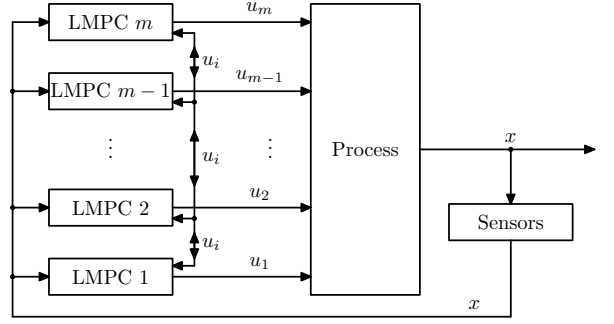 LMPC m
u_m
u_i
LMPC m − 1
u_{m−1}
⋮
u_i
⋮
Process
x
LMPC 2
u_2
Sensors
u_i
LMPC 1
u_1
x